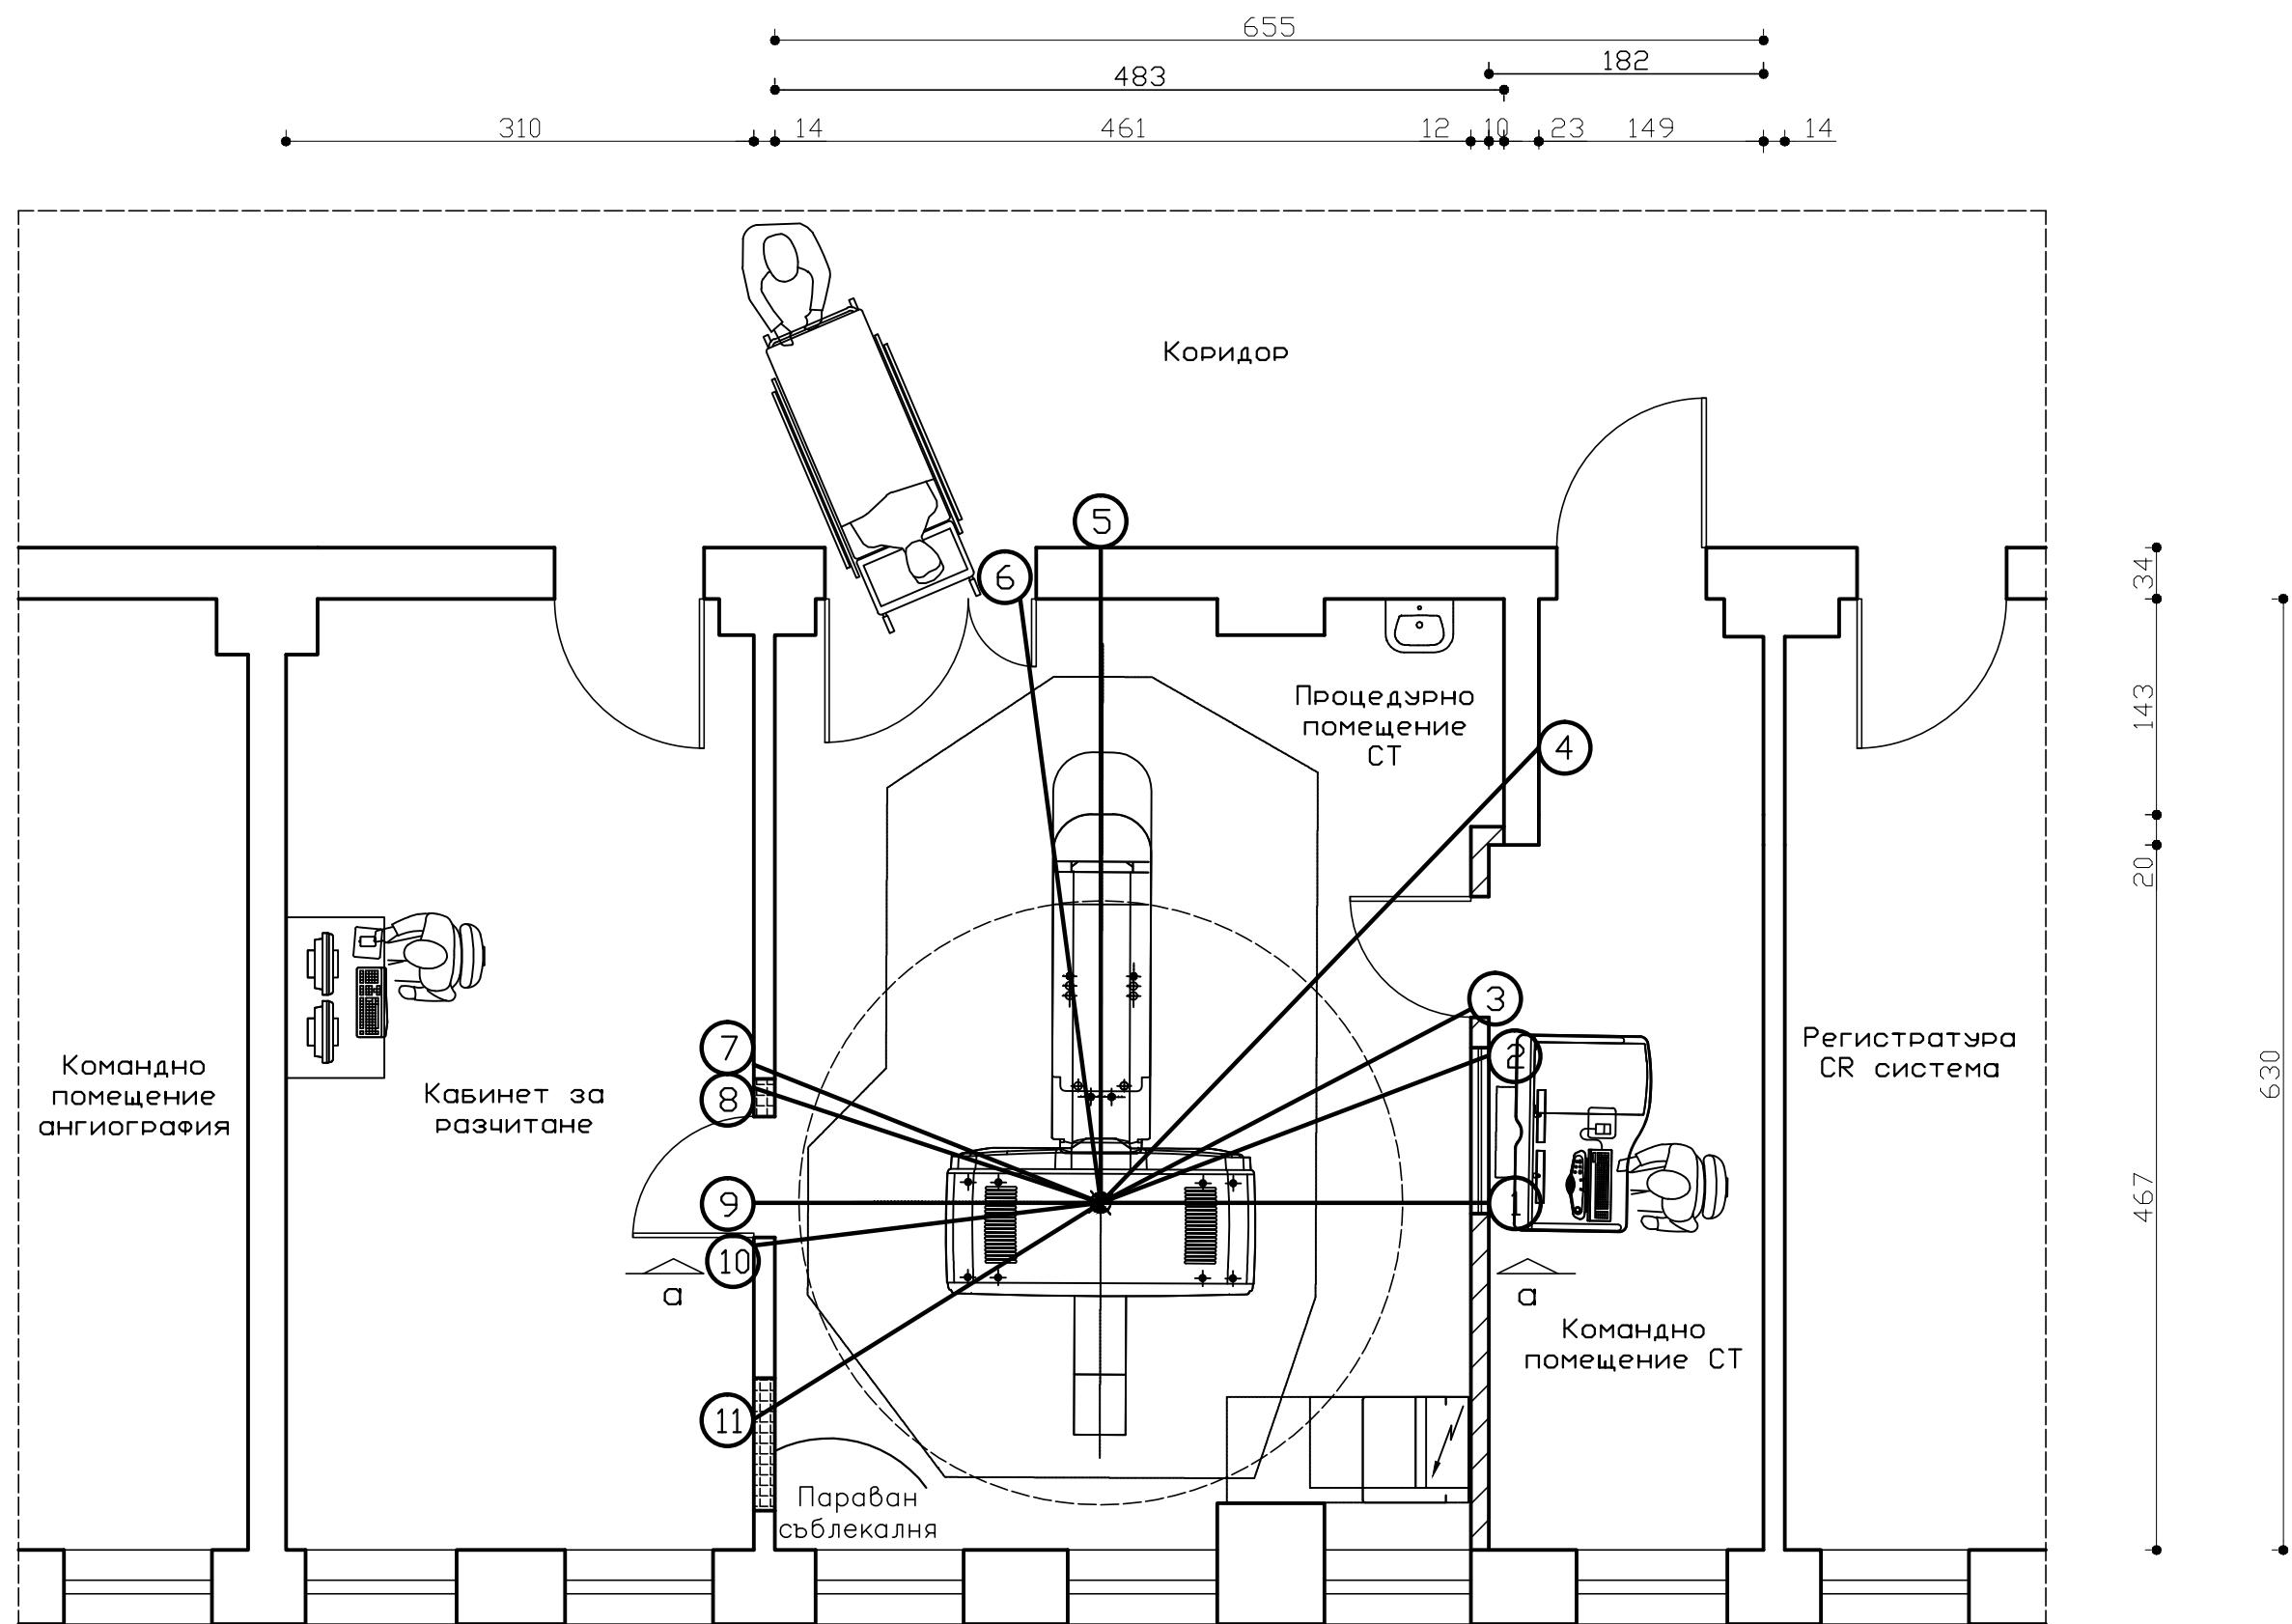 655
182
483
310
14
461
12
10
23
149
14
Коридор
5
6
34
Процедурно
помещение
СТ
4
143
20
3
7
2
8
Регистратура
CR система
Командно
помещение
ангиография
Кабинет за
разчитане
630
9
1
467
10
а
а
Командно
помещение СТ
11
Параван
съблекалня